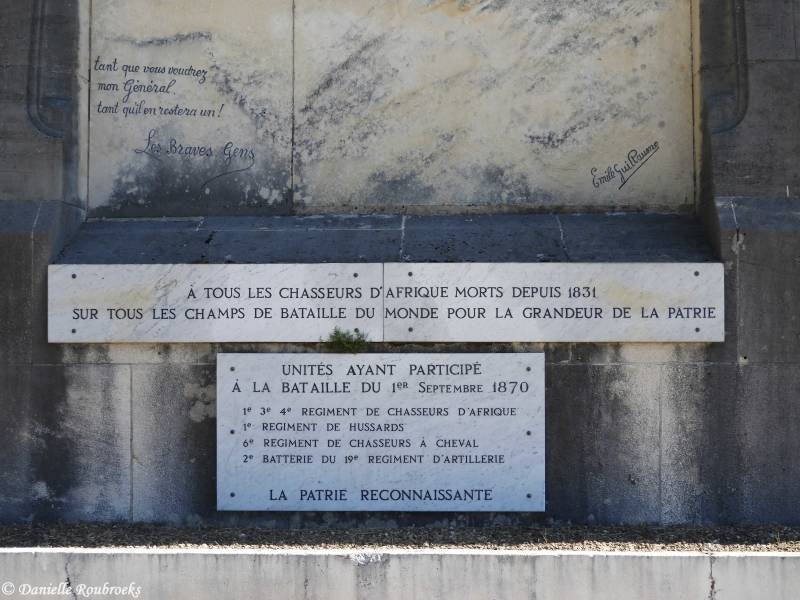 tant que vous voudrez
mon Général.
tant qu'il en restera un!
Les Braves Gens
Emile Guillaume
À TOUS LES CHASSEURS D'AFRIQUE MORTS DEPUIS 1831
SUR TOUS LES CHAMPS DE BATAILLE DU MONDE POUR LA GRANDEUR DE LA PATRIE
UNITÉS AYANT PARTICIPÉ
À LA BATAILLE DU 1ER SEPTEMBRE 1870
1e 3e 4e REGIMENT DE CHASSEURS D'AFRIQUE
1e REGIMENT DE HUSSARDS
6e REGIMENT DE CHASSEURS À CHEVAL
2e BATTERIE DU 19e REGIMENT D'ARTILLERIE
LA PATRIE RECONNAISSANTE
© Danielle Roubroeks